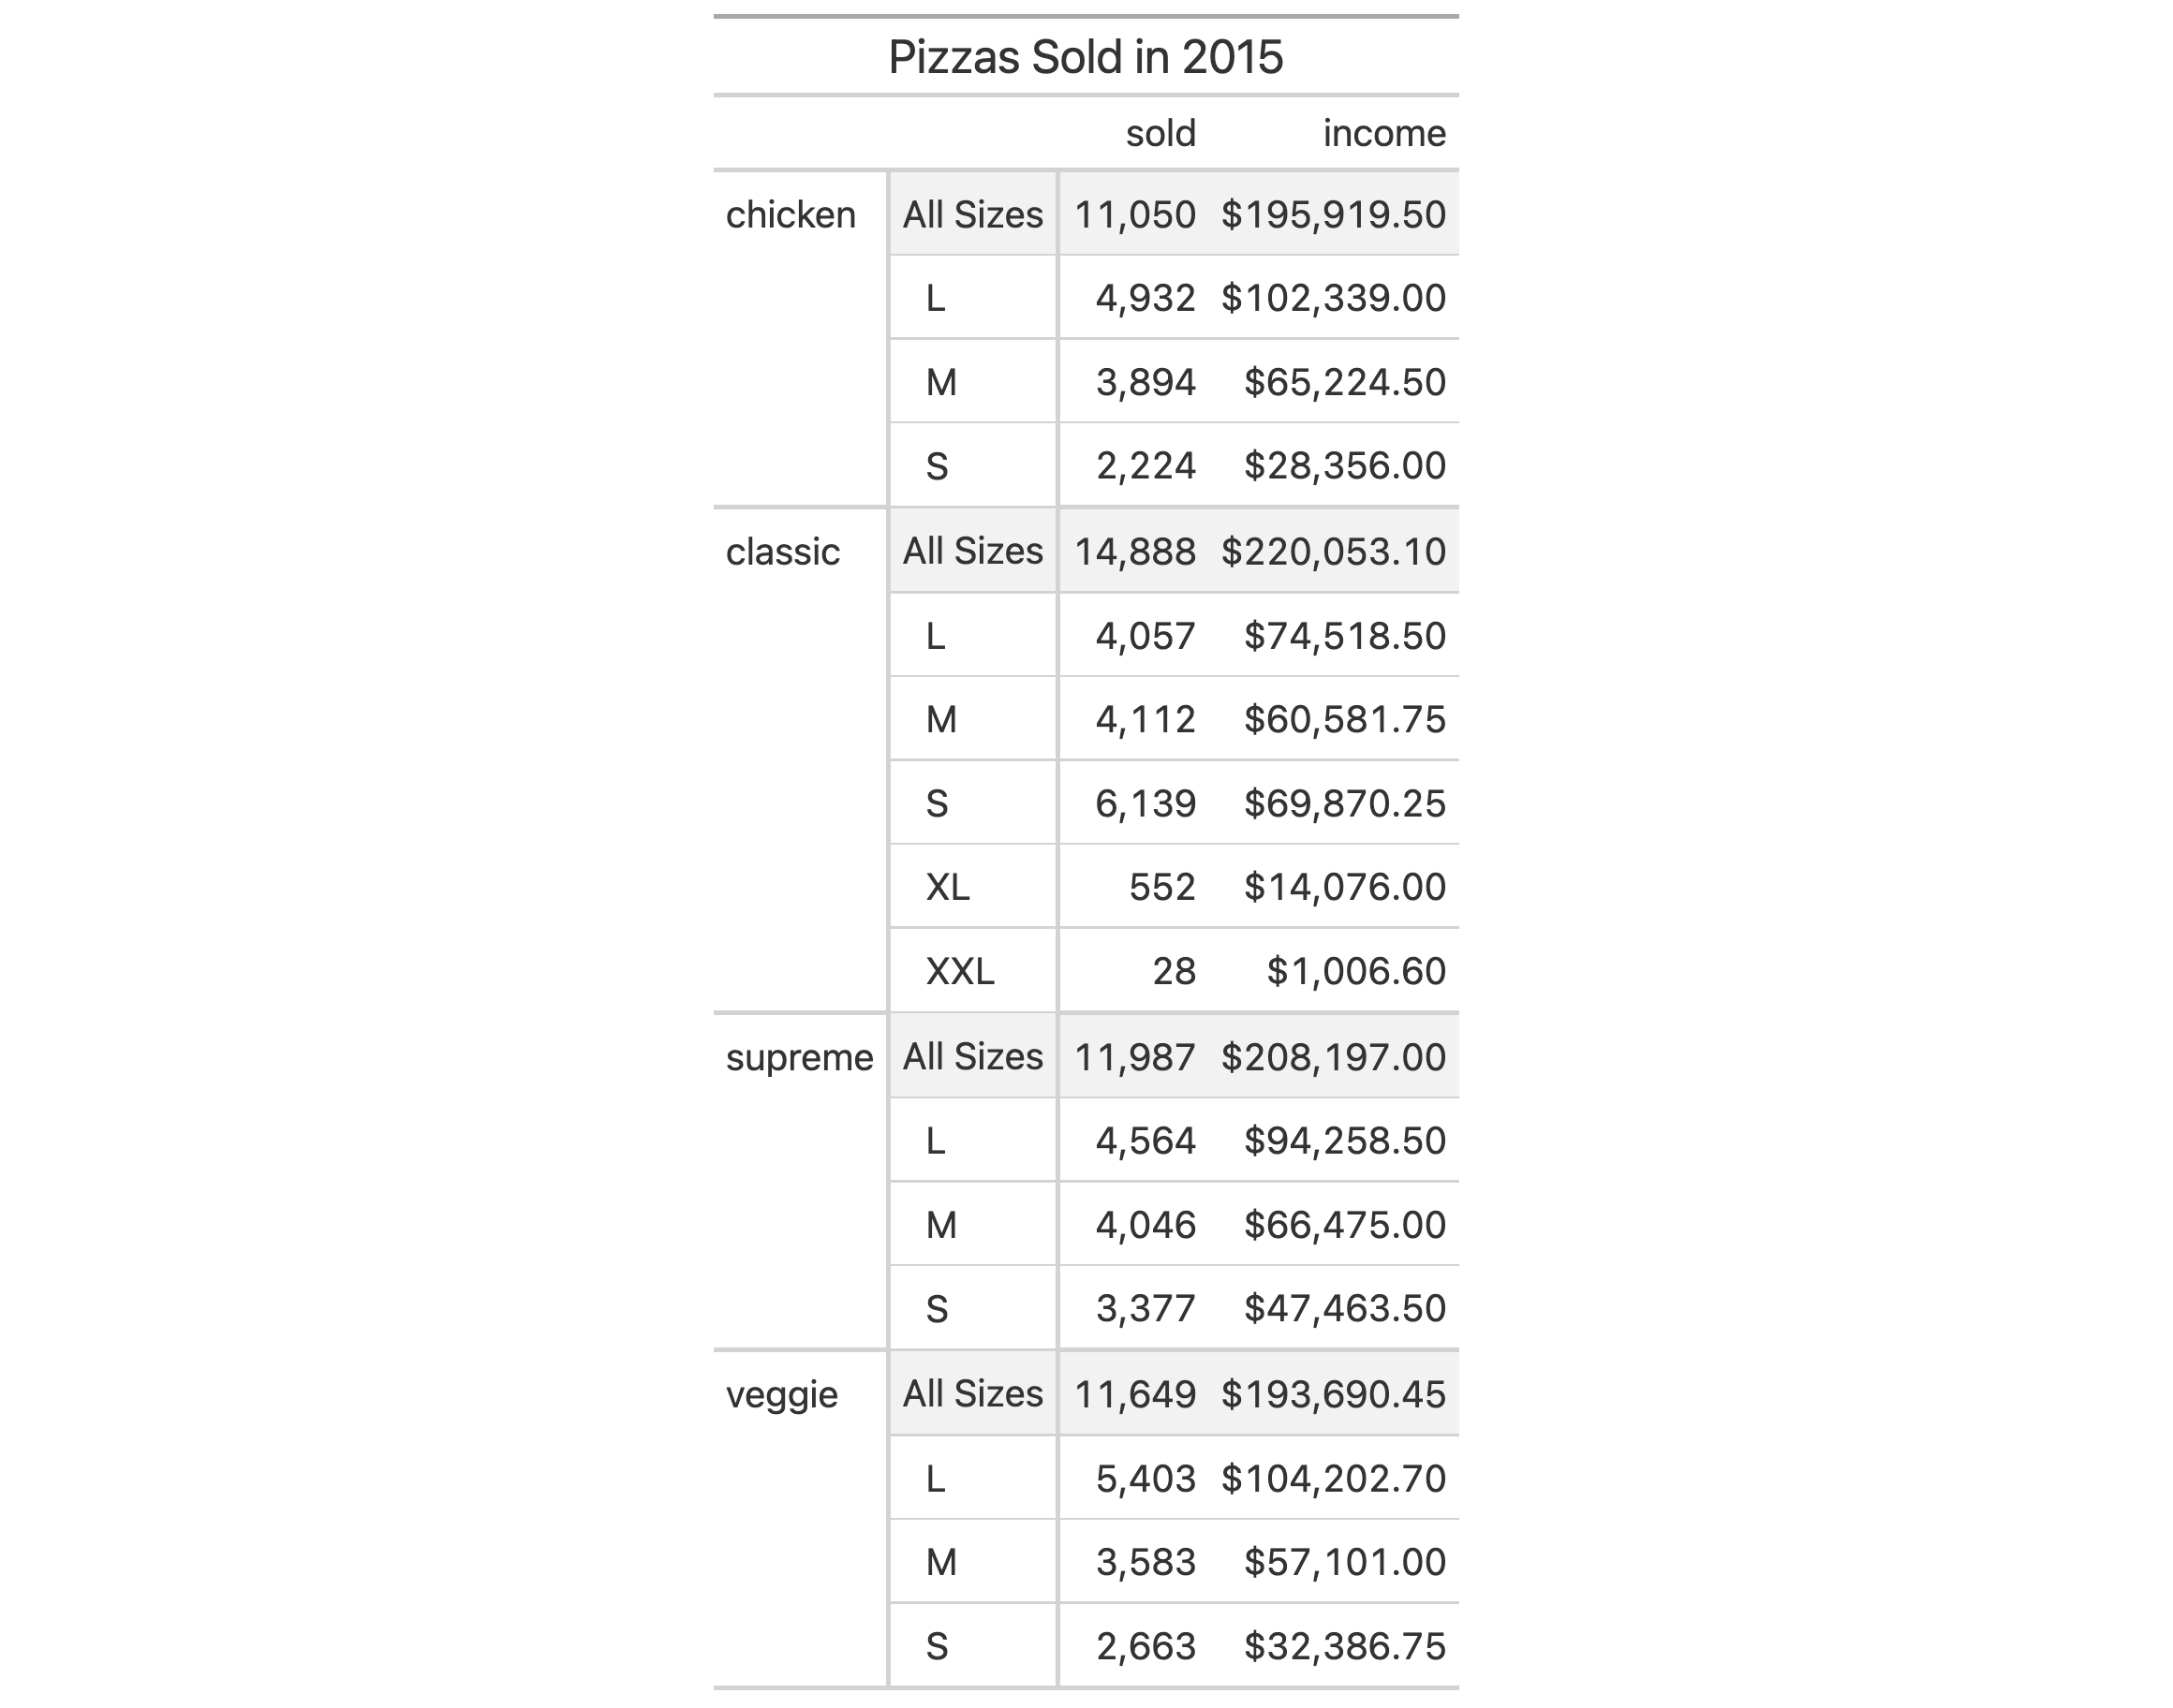 Pizzas Sold in 2015
sold income
chicken All Sizes 11,050 $195,919.50
L 4,932 $102,339.00
M 3,894 $65,224.50
S 2,224 $28,356.00
classic All Sizes 14,888 $220,053.10
L 4,057 $74,518.50
M 4,112 $60,581.75
S 6,139 $69,870.25
XL 552 $14,076.00
XXL 28 $1,006.60
supreme All Sizes 11,987 $208,197.00
L 4,564 $94,258.50
M 4,046 $66,475.00
S 3,377 $47,463.50
veggie All Sizes 11,649 $193,690.45
L 5,403 $104,202.70
M 3,583 $57,101.00
S 2,663 $32,386.75